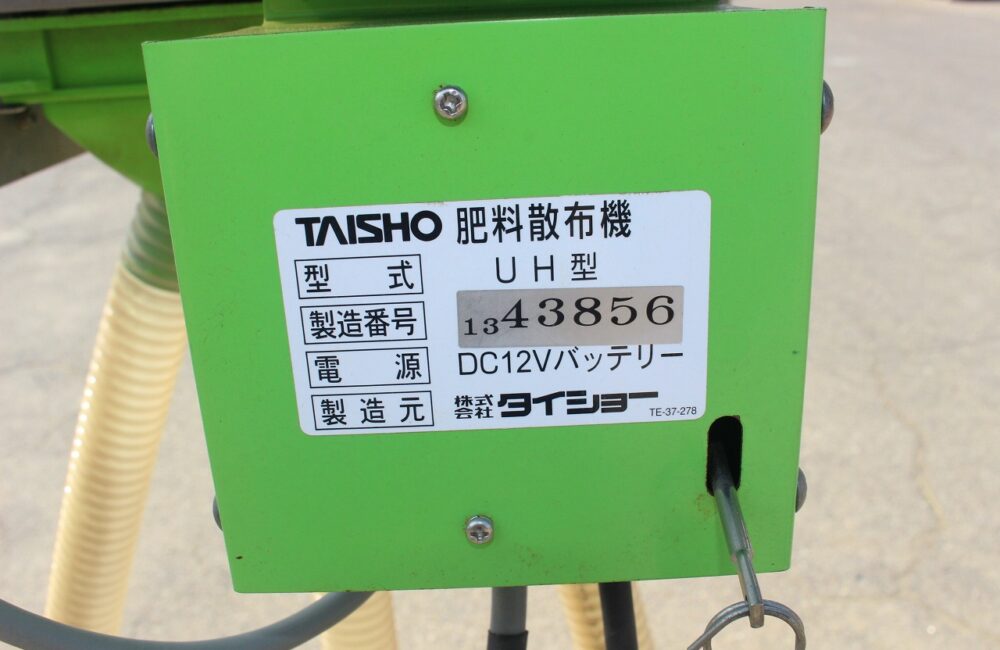 TAISHO 肥料散布機
型式 UH型
製造番号 1343856
電源 DC12Vバッテリー
製造元 株式会社タイショー
TE-37-278